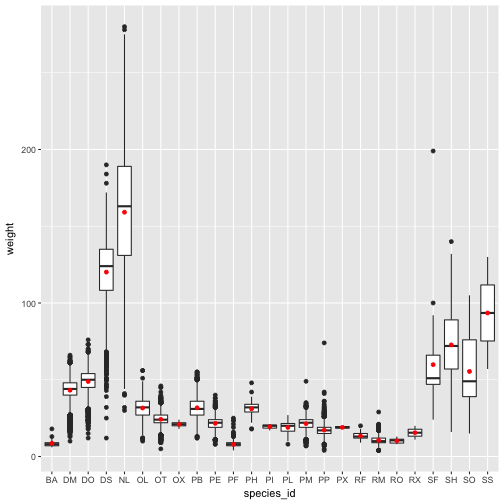 weight
200
100
0
BA DM DO DS NL OL OT OX PB PE PF PH PI PL PM PP PX RF RM RO RX SF SH SO SS
species_id